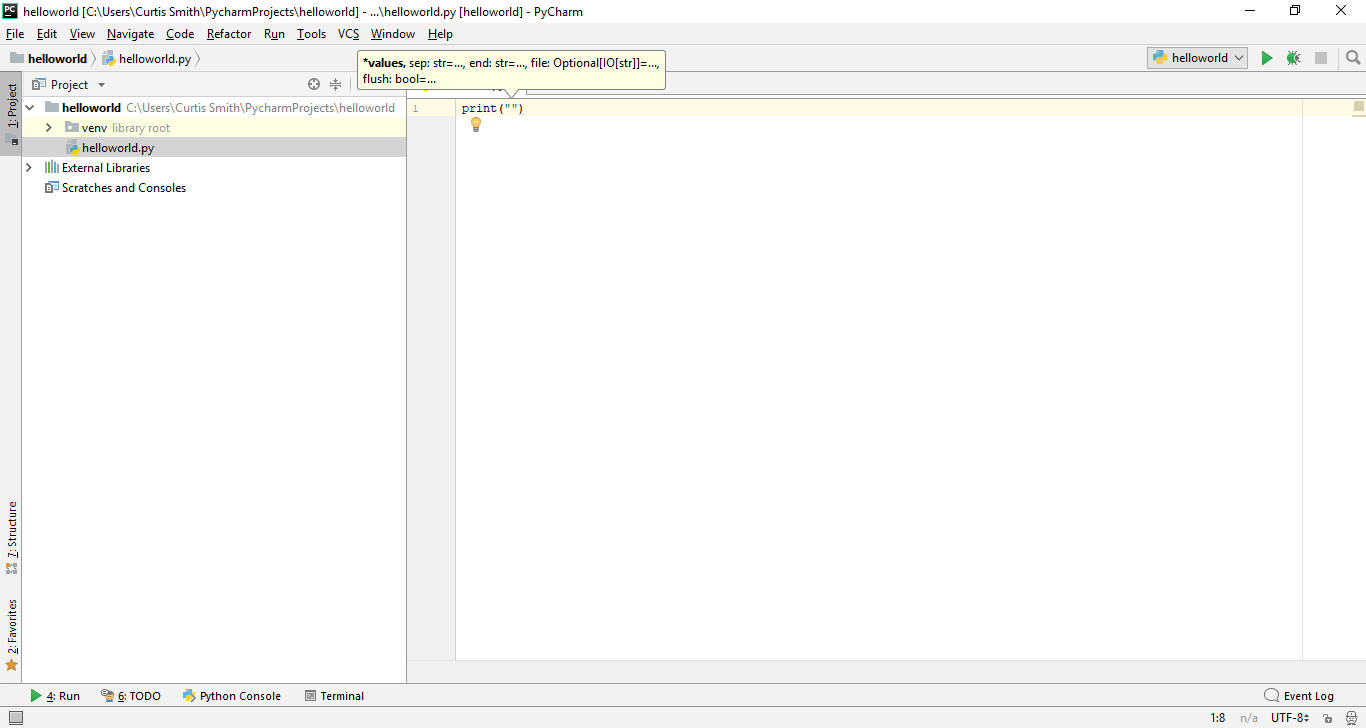 helloworld [C:\Users\Curtis Smith\PycharmProjects\helloworld] - ...\helloworld.py [helloworld] - PyCharm
File Edit View Navigate Code Refactor Run Tools VCS Window Help
helloworld helloworld.py
helloworld
*values, sep: str=..., end: str=..., file: Optional[IO[str]]=...,
flush: bool=...
Project
1: Project
helloworld C:\Users\Curtis Smith\PycharmProjects\helloworld
venv library root
helloworld.py
External Libraries
Scratches and Consoles
1 print("")
7: Structure
2: Favorites
4: Run 6: TODO Python Console Terminal Event Log
1:8 n/a UTF-8